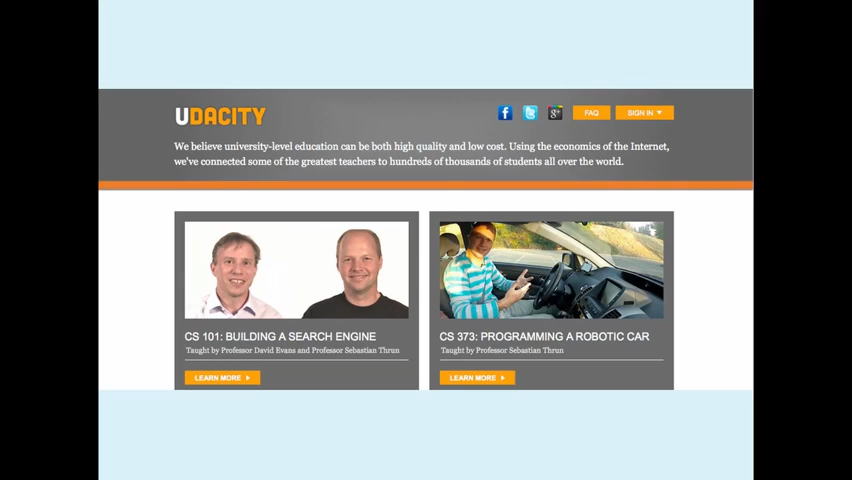 UDACITY
FAQ
SIGN IN
We believe university-level education can be both high quality and low cost. Using the economics of the Internet,
we've connected some of the greatest teachers to hundreds of thousands of students all over the world.
CS 101: BUILDING A SEARCH ENGINE
Taught by Professor David Evans and Professor Sebastian Thrun
LEARN MORE
CS 373: PROGRAMMING A ROBOTIC CAR
Taught by Professor Sebastian Thrun
LEARN MORE